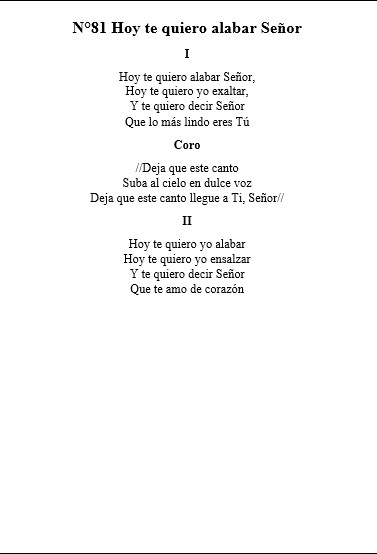 N°81 Hoy te quiero alabar Señor
I
Hoy te quiero alabar Señor,
Hoy te quiero yo exaltar,
Y te quiero decir Señor
Que lo más lindo eres Tú
Coro
//Deja que este canto
Suba al cielo en dulce voz
Deja que este canto llegue a Ti, Señor//
II
Hoy te quiero yo alabar
Hoy te quiero yo ensalzar
Y te quiero decir Señor
Que te amo de corazón